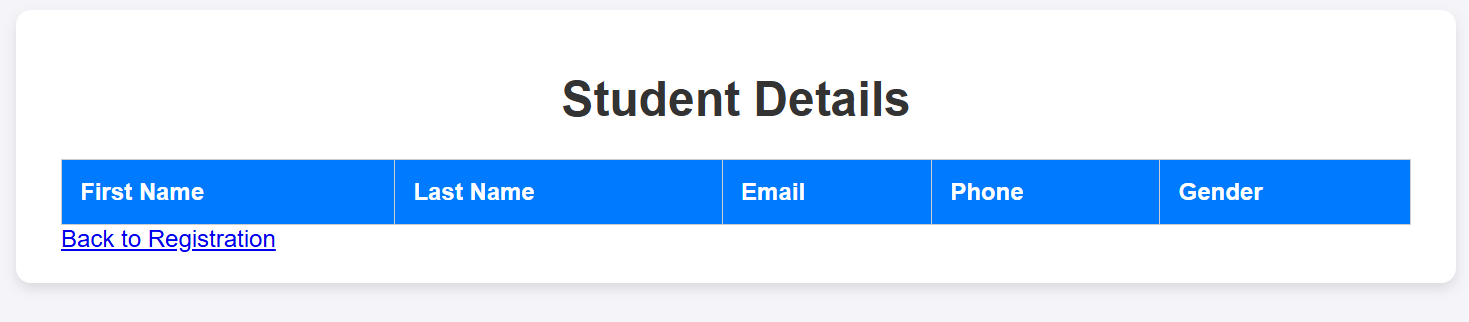 Student Details
First Name Last Name Email Phone Gender
Back to Registration